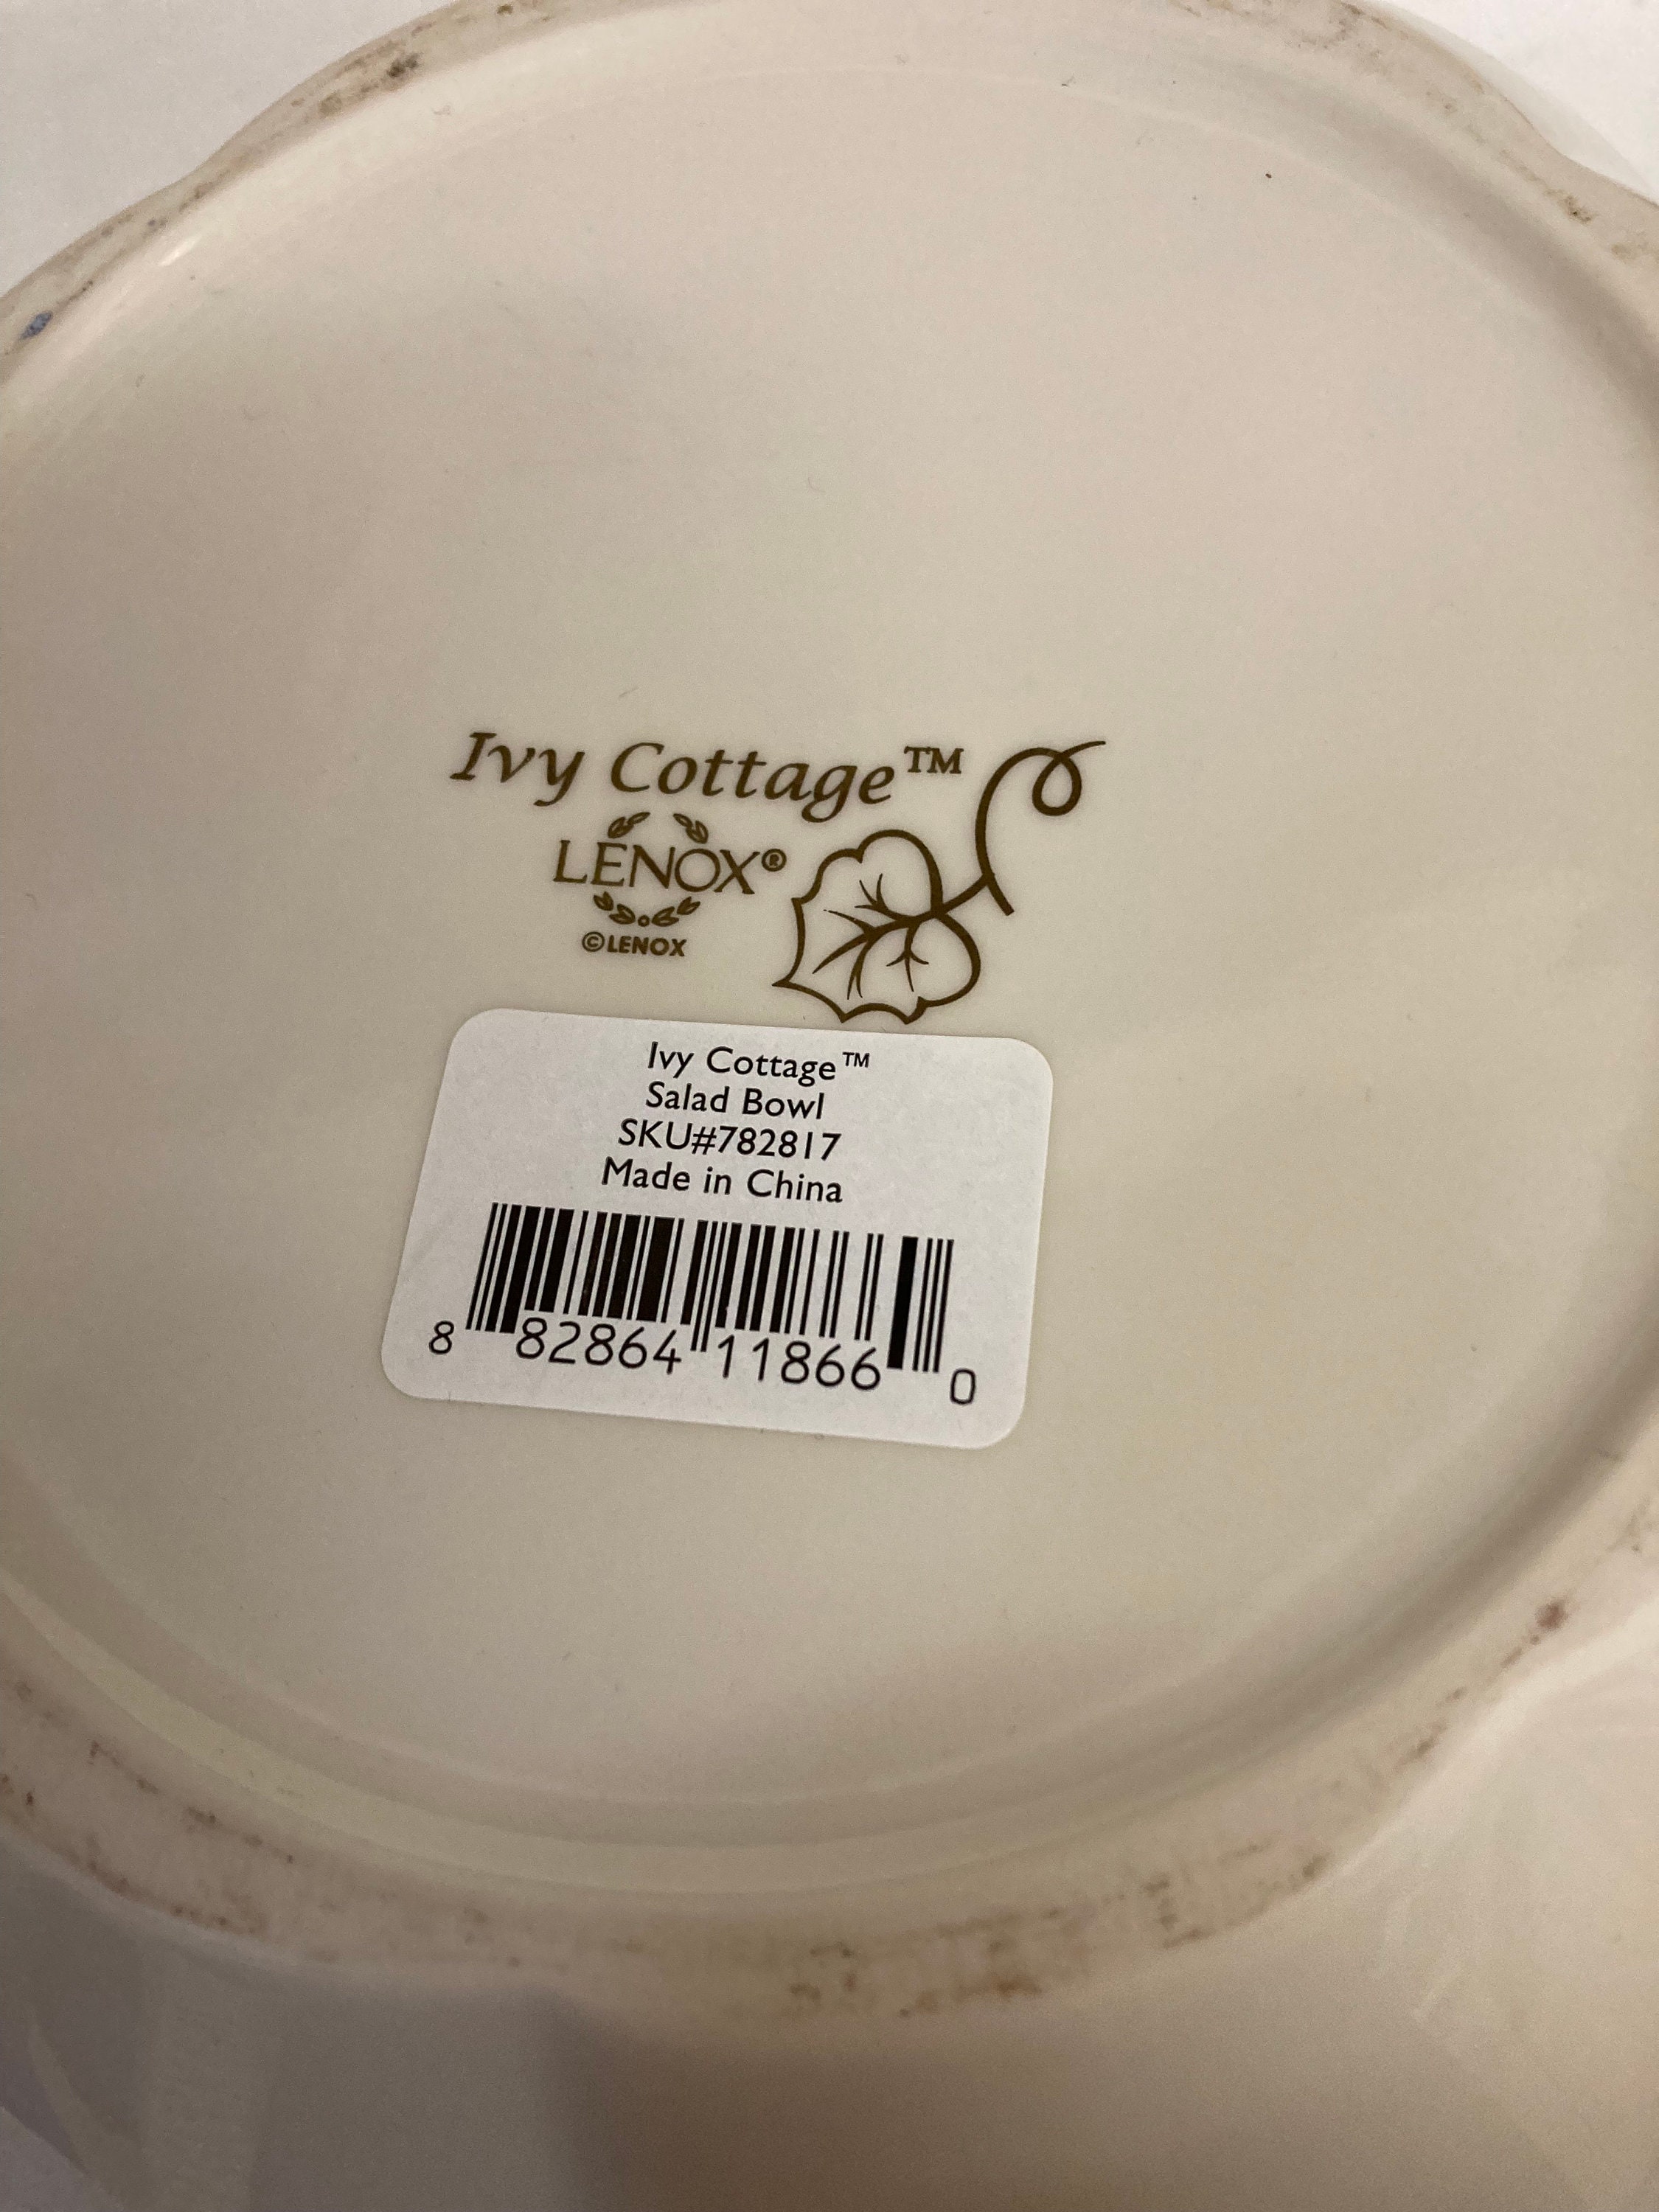 Ivy Cottage™
LENOX®
©LENOX
Ivy Cottage™
Salad Bowl
SKU#782817
Made in China
8 82864 11866 0